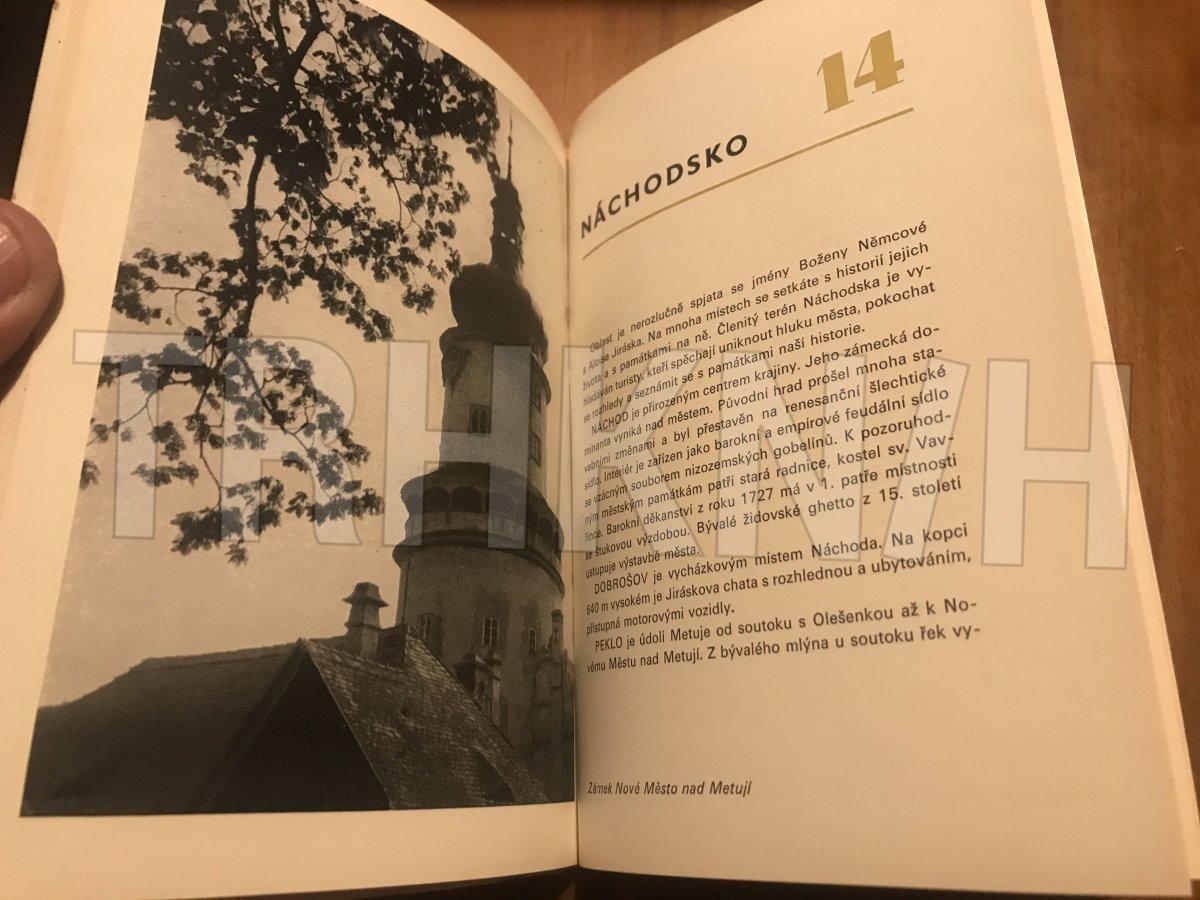 14
NÁCHODSKO
Oblast je nerozlučně spjata se jmény Boženy Němcové
a Aloise Jiráska. Na mnoha místech se setkáte s historií jejich
života a s památkami na ně. Členitý terén Náchodska je vy-
hledáván turisty, kteří spěchají uniknout hluku města, pokochat
se rozhledy a seznámit se s památkami naší historie.
NÁCHOD je přirozeným centrem krajiny. Jeho zámecká do-
minanta vyniká nad městem. Původní hrad prošel mnoha sta-
vebními změnami a byl přestavěn na renesanční šlechtické
sídlo. Interiér je zařízen jako barokní a empírové feudální sídlo
se vzácným souborem nizozemských gobelínů. K pozoruhod-
ným městským památkám patří stará radnice, kostel sv. Vav-
řince. Barokní děkanství z roku 1727 má v 1. patře místnosti
se štukovou výzdobou. Bývalé židovské ghetto z 15. století
ustupuje výstavbě města.
DOBROŠOV je vycházkovým místem Náchoda. Na kopci
640 m vysokém je Jiráskova chata s rozhlednou a ubytováním,
přístupná motorovými vozidly.
PEKLO je údolí Metuje od soutoku s Olešenkou až k No-
vému Městu nad Metují. Z bývalého mlýna u soutoku řek vy-
Zámek Nové Město nad Metují
TRHKNIH